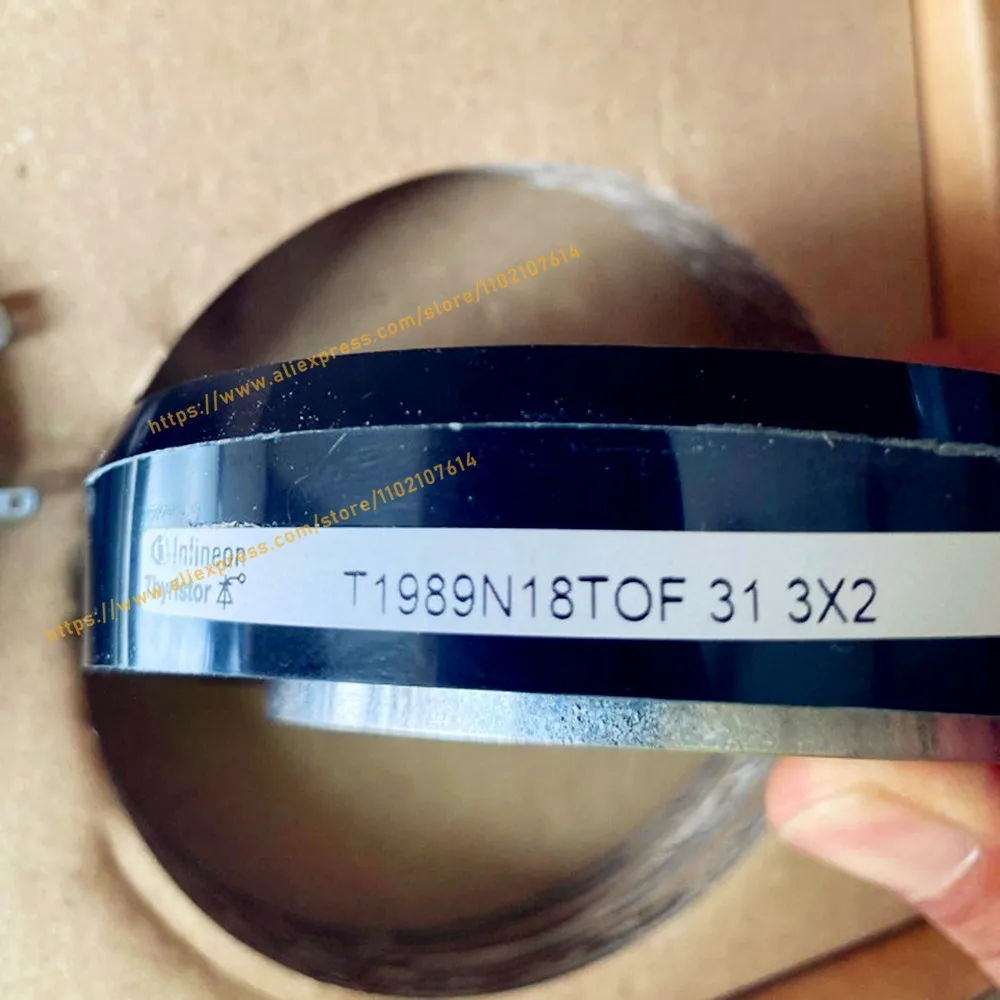 https://www.aliexpress.com/store/1102107614
https://www.aliexpress.com/store/1102107614
Infineon
Thyristor
T1989N18TOF 31 3X2